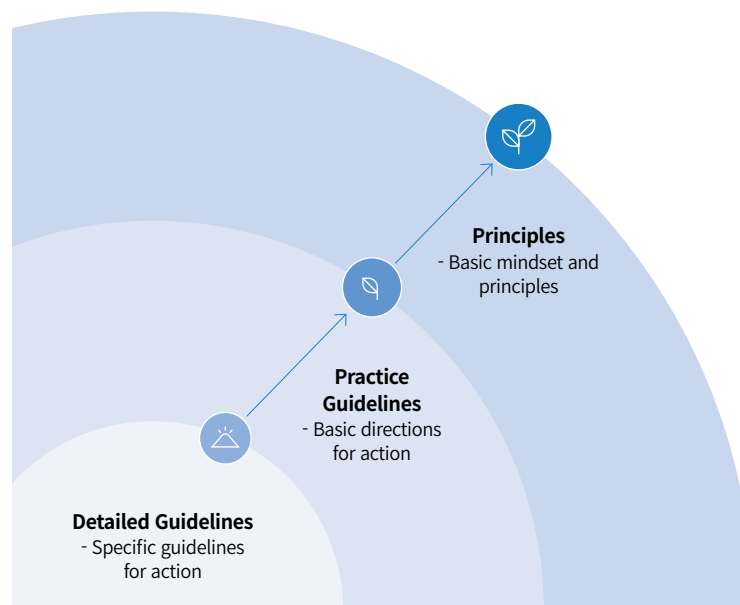 Principles
- Basic mindset and
principles
Practice
Guidelines
- Basic directions
for action
Detailed Guidelines
- Specific guidelines
for action